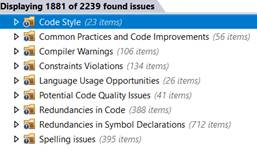 Displaying 1881 of 2239 found issues
Code Style (23 items)
Common Practices and Code Improvements (56 items)
Compiler Warnings (106 items)
Constraints Violations (134 items)
Language Usage Opportunities (26 items)
Potential Code Quality Issues (41 items)
Redundancies in Code (388 items)
Redundancies in Symbol Declarations (712 items)
Spelling issues (395 items)